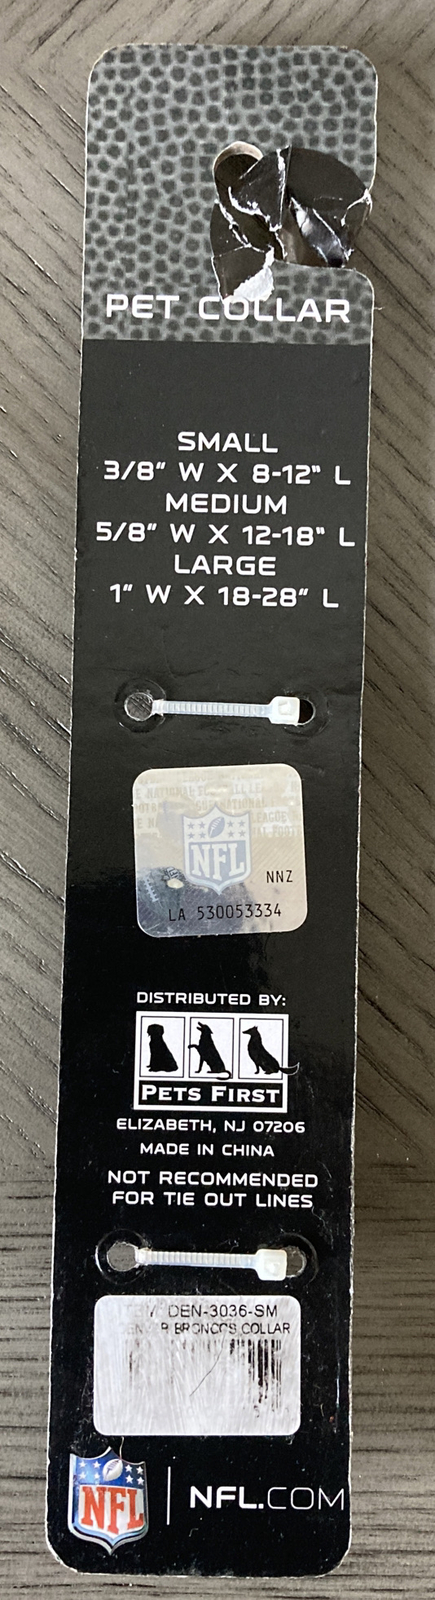 PET COLLAR
SMALL
3/8" W X 8-12" L
MEDIUM
5/8" W X 12-18" L
LARGE
1" W X 18-28" L
NFL
NNZ
LA 530053334
DISTRIBUTED BY:
PETS FIRST
ELIZABETH, NJ 07206
MADE IN CHINA
NOT RECOMMENDED
FOR TIE OUT LINES
DEN-3036-SM
BRONCOS COLLAR
NFL | NFL.COM